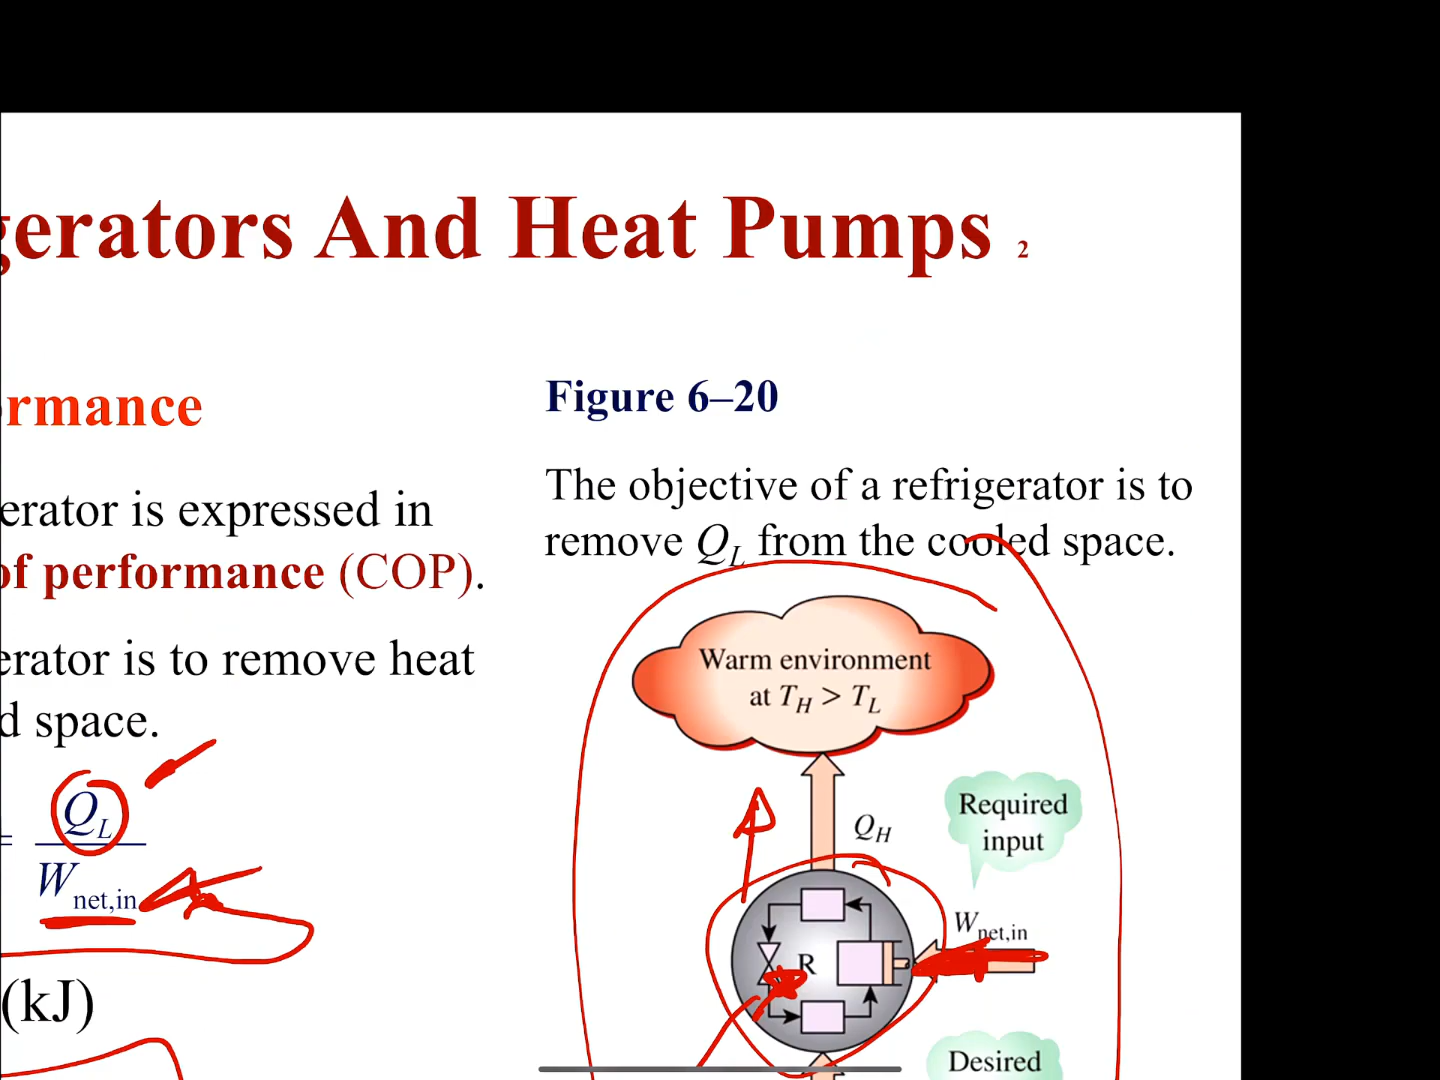 gerators And Heat Pumps 2
ormance
erator is expressed in
of performance (COP).
erator is to remove heat
d space.
= Q_L
W_net,in
(kJ)
Figure 6–20
The objective of a refrigerator is to
remove Q_L from the cooled space.
Warm environment
at T_H > T_L
Q_H
Required
input
W_net,in
R
Desired